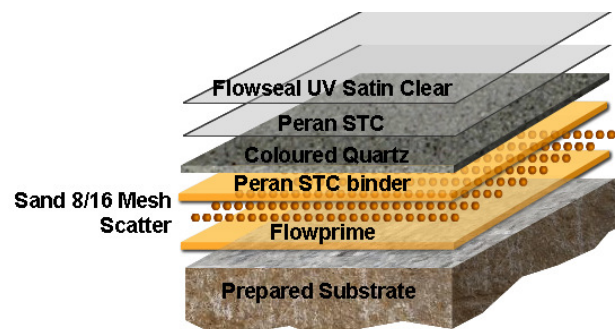 Flowseal UV Satin Clear
Peran STC
Coloured Quartz
Peran STC binder
Sand 8/16 Mesh
Scatter
Flowprime
Prepared Substrate